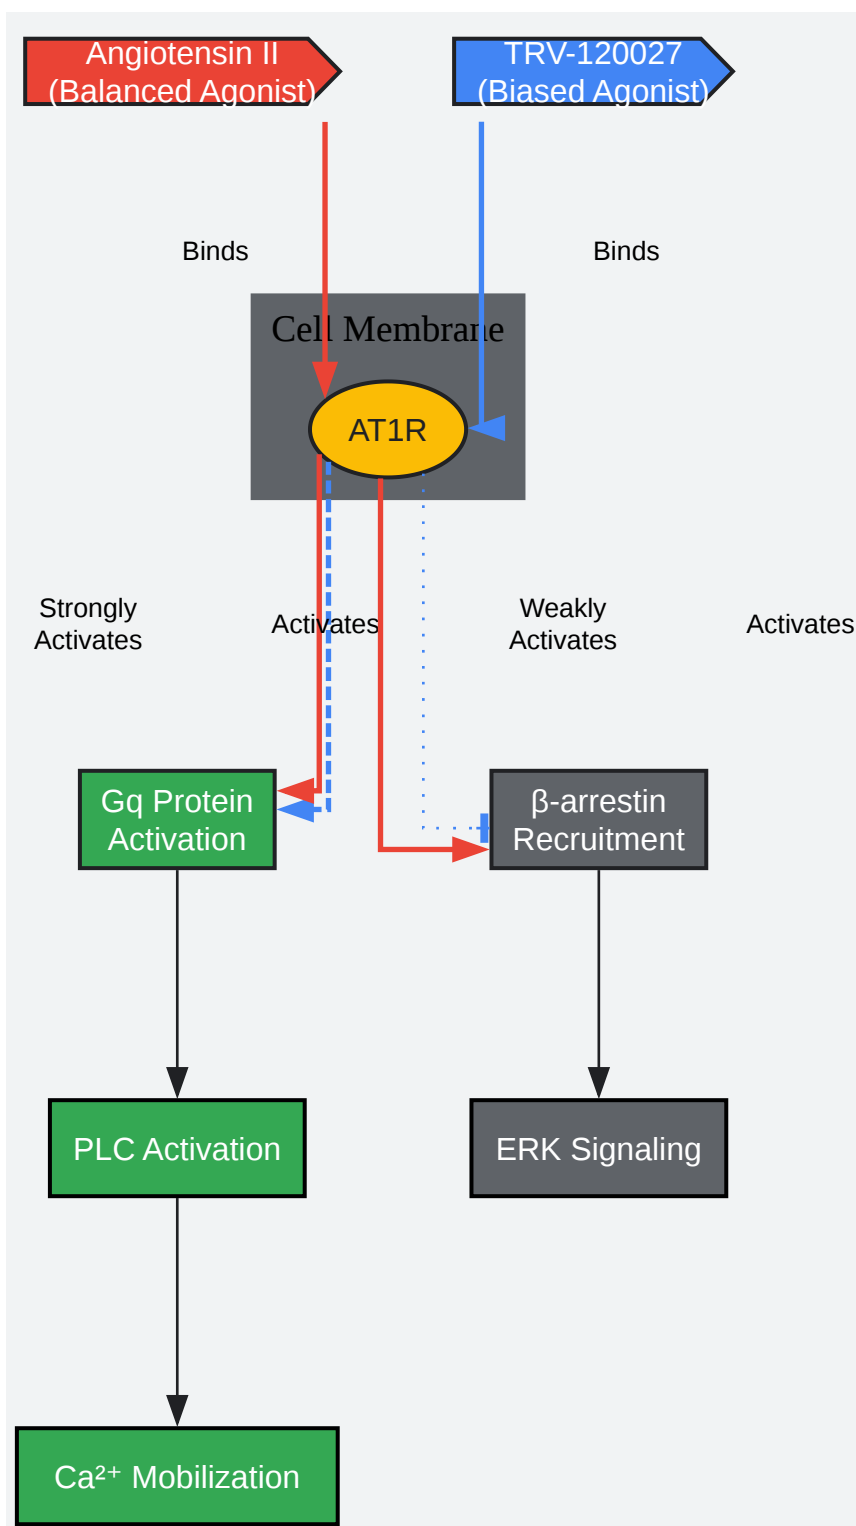 Angiotensin II
(Balanced Agonist)
TRV-120027
(Biased Agonist)
Binds
Binds
Cell Membrane
AT1R
Strongly
Activates
Activates
Weakly
Activates
Activates
Gq Protein
Activation
β-arrestin
Recruitment
PLC Activation
ERK Signaling
Ca²⁺ Mobilization